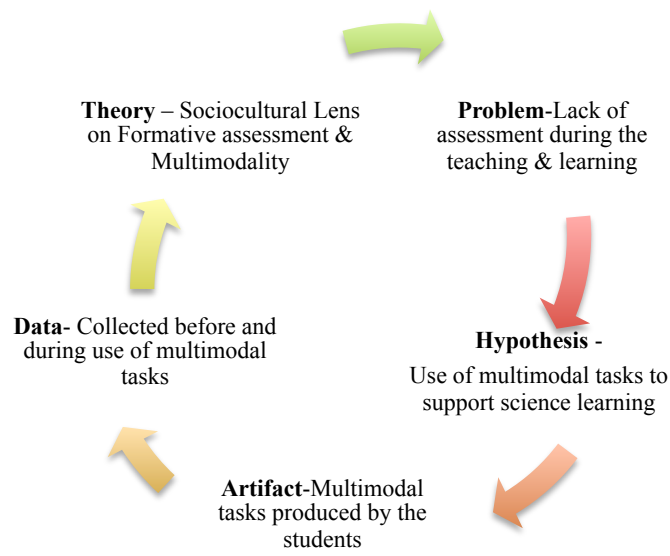 Theory – Sociocultural Lens
on Formative assessment &
Multimodality
Problem-Lack of
assessment during the
teaching & learning
Hypothesis -
Use of multimodal tasks to
support science learning
Artifact-Multimodal
tasks produced by the
students
Data- Collected before and
during use of multimodal
tasks